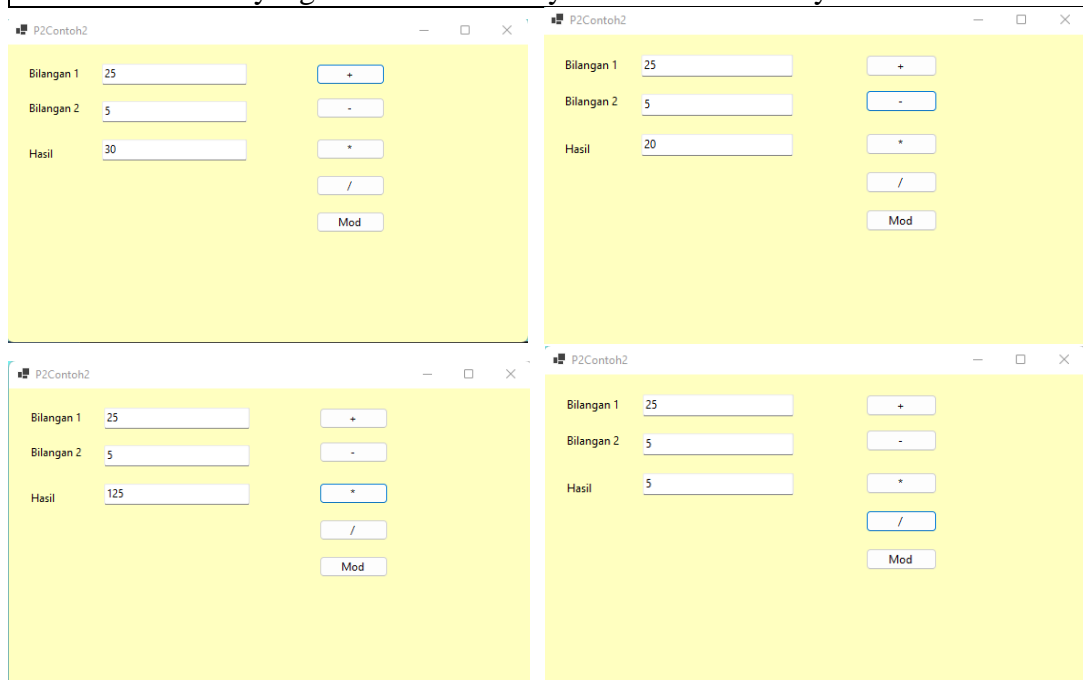 P2Contoh2
Bilangan 1 25 +
Bilangan 2 5 -
Hasil 30 *
/
Mod
P2Contoh2
Bilangan 1 25 +
Bilangan 2 5 -
Hasil 20 *
/
Mod
P2Contoh2
Bilangan 1 25 +
Bilangan 2 5 -
Hasil 125 *
/
Mod
P2Contoh2
Bilangan 1 25 +
Bilangan 2 5 -
Hasil 5 *
/
Mod